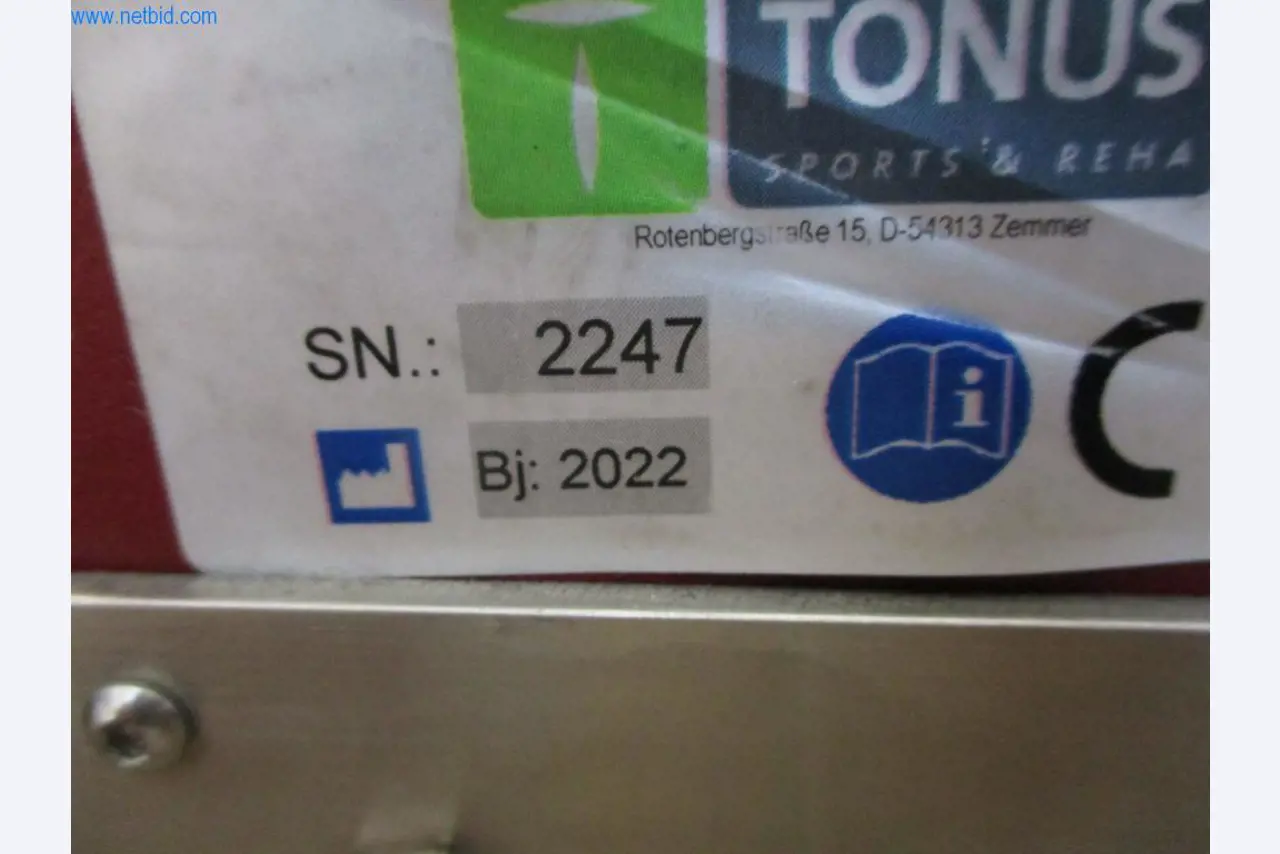 www.netbid.com
TONUS
SPORTS & REHA
Rotenbergstraße 15, D-54313 Zemmer
SN.: 2247
Bj: 2022
i
C